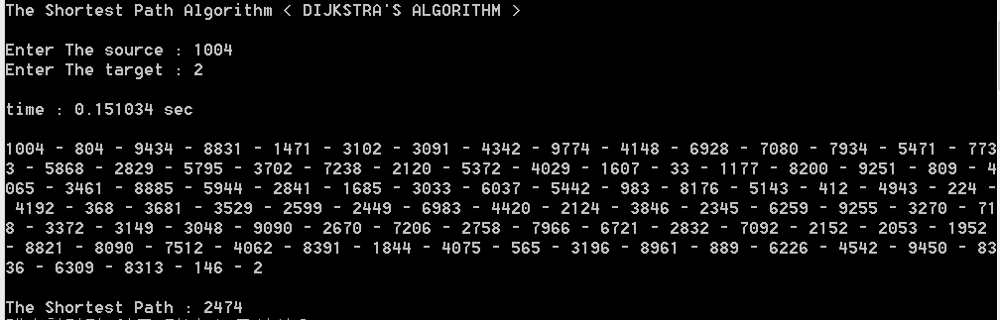 The Shortest Path Algorithm < DIJKSTRA'S ALGORITHM >
Enter The source : 1004
Enter The target : 2
time : 0.151034 sec
1004 - 804 - 9434 - 8831 - 1471 - 3102 - 3091 - 4342 - 9774 - 4148 - 6928 - 7080 - 7934 - 5471 - 773
3 - 5868 - 2829 - 5795 - 3702 - 7238 - 2120 - 5372 - 4029 - 1607 - 33 - 1177 - 8200 - 9251 - 809 - 4
065 - 3461 - 8885 - 5944 - 2841 - 1685 - 3033 - 6037 - 5442 - 983 - 8176 - 5143 - 412 - 4943 - 224 -
4192 - 368 - 3681 - 3529 - 2599 - 2449 - 6983 - 4420 - 2124 - 3846 - 2345 - 6259 - 9255 - 3270 - 71
8 - 3372 - 3149 - 3048 - 9090 - 2670 - 7206 - 2758 - 7966 - 6721 - 2832 - 7092 - 2152 - 2053 - 1952
- 8821 - 8090 - 7512 - 4062 - 8391 - 1844 - 4075 - 565 - 3196 - 8961 - 889 - 6226 - 4542 - 9450 - 83
36 - 6309 - 8313 - 146 - 2
The Shortest Path : 2474